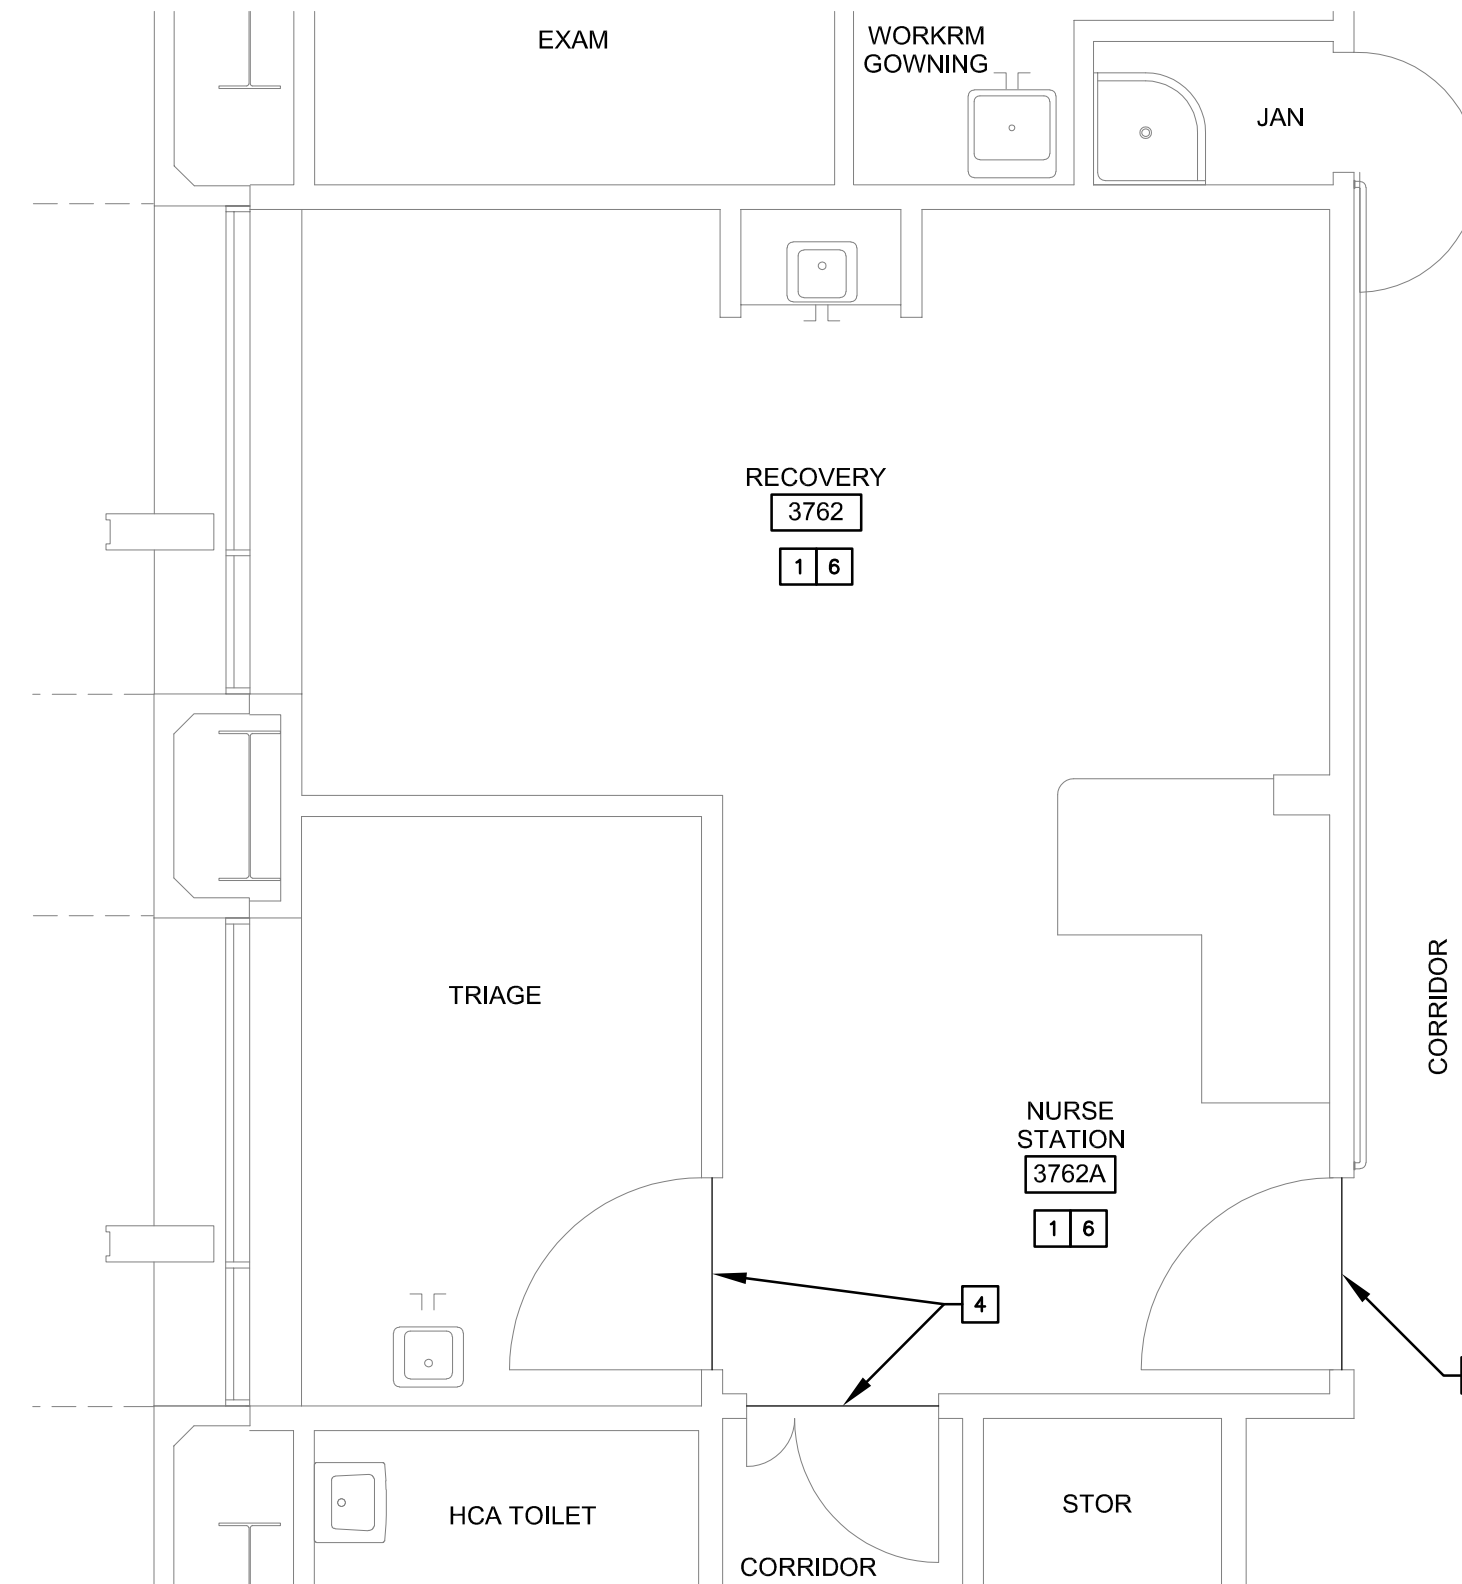 EXAM
WORKRM
GOWNING
JAN
RECOVERY
3762
1 6
TRIAGE
CORRIDOR
NURSE
STATION
3762A
1 6
4
HCA TOILET
STOR
CORRIDOR